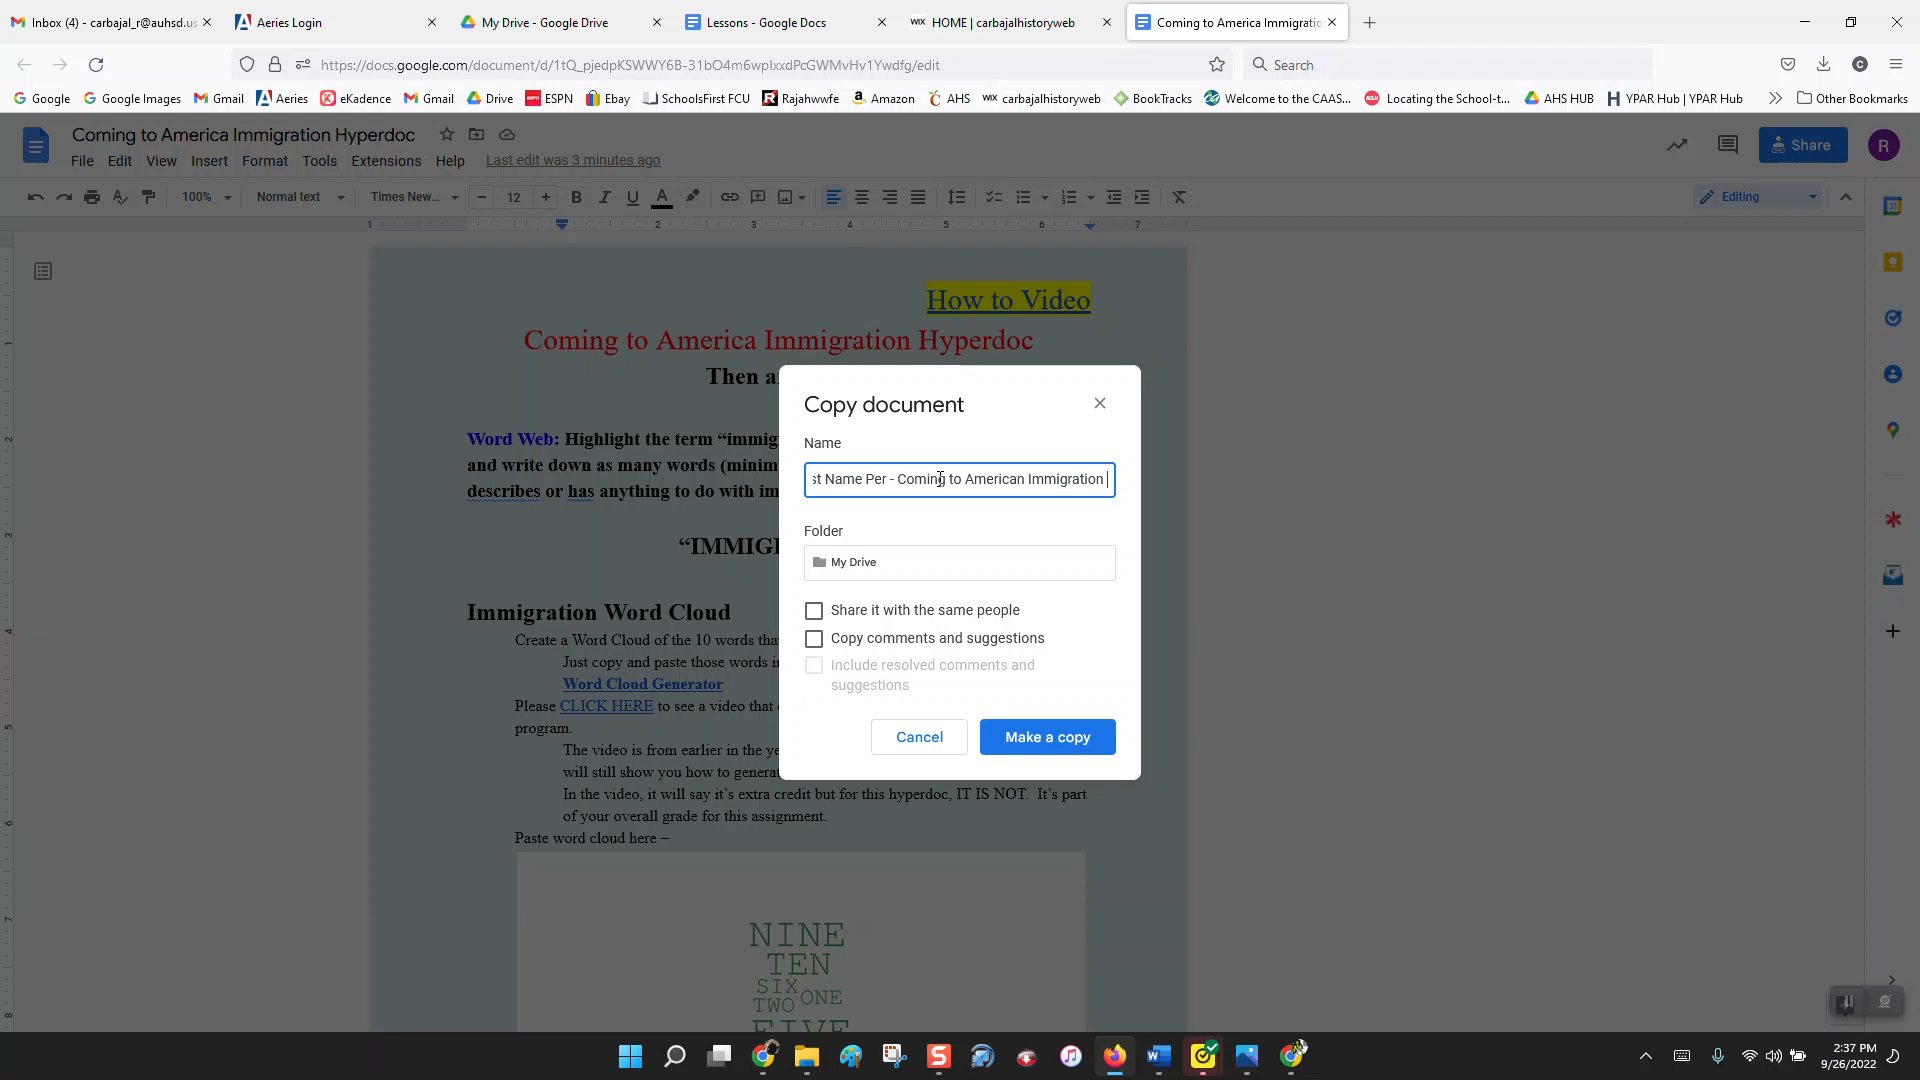 Inbox (4) - carbajal_r@auhsd.us
Aeries Login
My Drive - Google Drive
Lessons - Google Docs
WIX HOME | carbajalhistoryweb
Coming to America Immigratio
https://docs.google.com/document/d/1tQ_pjedpKSWWY6B-31bO4m6wpIxxdPcGWMvHv1Ywdfg/edit
Search
Google
Google Images
Gmail
Aeries
eKadence
Gmail
Drive
ESPN
Ebay
SchoolsFirst FCU
Rajahwwfe
Amazon
AHS
WIX carbajalhistoryweb
BookTracks
Welcome to the CAAS...
Locating the School-t...
AHS HUB
YPAR Hub | YPAR Hub
Other Bookmarks
Coming to America Immigration Hyperdoc
File Edit View Insert Format Tools Extensions Help Last edit was 3 minutes ago
Share
R
100% Normal text Times New... 12 B I U A Editing
1 1 2 3 4 5 6 7
How to Video
Coming to America Immigration Hyperdoc
Then a
Word Web: Highlight the term “immig
and write down as many words (minim
describes or has anything to do with im
“IMMIG
Immigration Word Cloud
Create a Word Cloud of the 10 words tha
Just copy and paste those words i
Word Cloud Generator
Please CLICK HERE to see a video that
program.
The video is from earlier in the ye
will still show you how to generat
In the video, it will say it’s extra credit but for this hyperdoc, IT IS NOT. It’s part
of your overall grade for this assignment.
Paste word cloud here –
NINE
TEN
SIX
TWO ONE
FIVE
Copy document
Name
st Name Per - Coming to American Immigration
Folder
My Drive
Share it with the same people
Copy comments and suggestions
Include resolved comments and
suggestions
Cancel
Make a copy
2:37 PM
9/26/2022